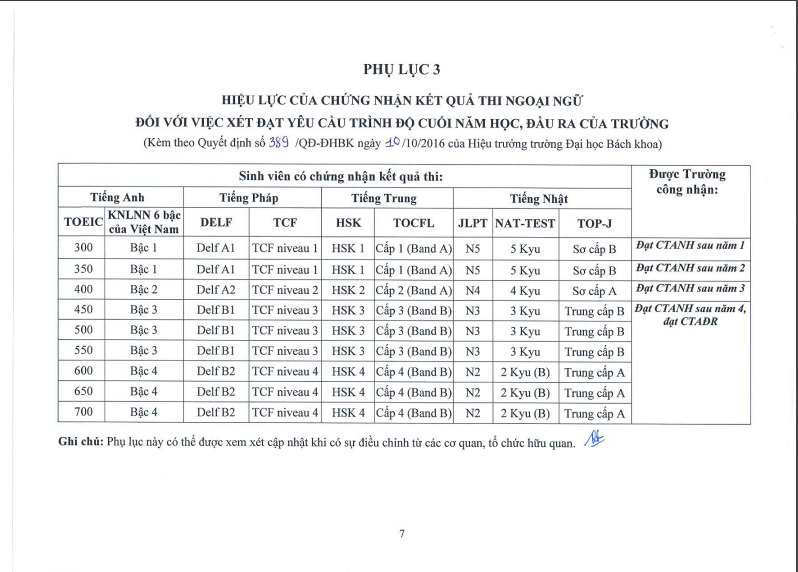 PHỤ LỤC 3
HIỆU LỰC CỦA CHỨNG NHẬN KẾT QUẢ THI NGOẠI NGỮ
ĐỐI VỚI VIỆC XÉT ĐẠT YÊU CẦU TRÌNH ĐỘ CUỐI NĂM HỌC, ĐẦU RA CỦA TRƯỜNG
(Kèm theo Quyết định số 389 /QĐ-ĐHBK ngày 10/10/2016 của Hiệu trưởng trường Đại học Bách khoa)
Sinh viên có chứng nhận kết quả thi: Được Trường công nhận:
Tiếng Anh Tiếng Pháp Tiếng Trung Tiếng Nhật
TOEIC KNLNN 6 bậc của Việt Nam DELF TCF HSK TOCFL JLPT NAT-TEST TOP-J
300 Bậc 1 Delf A1 TCF niveau 1 HSK 1 Cấp 1 (Band A) N5 5 Kyu Sơ cấp B Đạt CTANH sau năm 1
350 Bậc 1 Delf A1 TCF niveau 1 HSK 1 Cấp 1 (Band A) N5 5 Kyu Sơ cấp B Đạt CTANH sau năm 2
400 Bậc 2 Delf A2 TCF niveau 2 HSK 2 Cấp 2 (Band A) N4 4 Kyu Sơ cấp A Đạt CTANH sau năm 3
450 Bậc 3 Delf B1 TCF niveau 3 HSK 3 Cấp 3 (Band B) N3 3 Kyu Trung cấp B Đạt CTANH sau năm 4, đạt CTAĐR
500 Bậc 3 Delf B1 TCF niveau 3 HSK 3 Cấp 3 (Band B) N3 3 Kyu Trung cấp B
550 Bậc 3 Delf B1 TCF niveau 3 HSK 3 Cấp 3 (Band B) N3 3 Kyu Trung cấp B
600 Bậc 4 Delf B2 TCF niveau 4 HSK 4 Cấp 4 (Band B) N2 2 Kyu (B) Trung cấp A
650 Bậc 4 Delf B2 TCF niveau 4 HSK 4 Cấp 4 (Band B) N2 2 Kyu (B) Trung cấp A
700 Bậc 4 Delf B2 TCF niveau 4 HSK 4 Cấp 4 (Band B) N2 2 Kyu (B) Trung cấp A
Ghi chú: Phụ lục này có thể được xem xét cập nhật khi có sự điều chỉnh từ các cơ quan, tổ chức hữu quan.
7